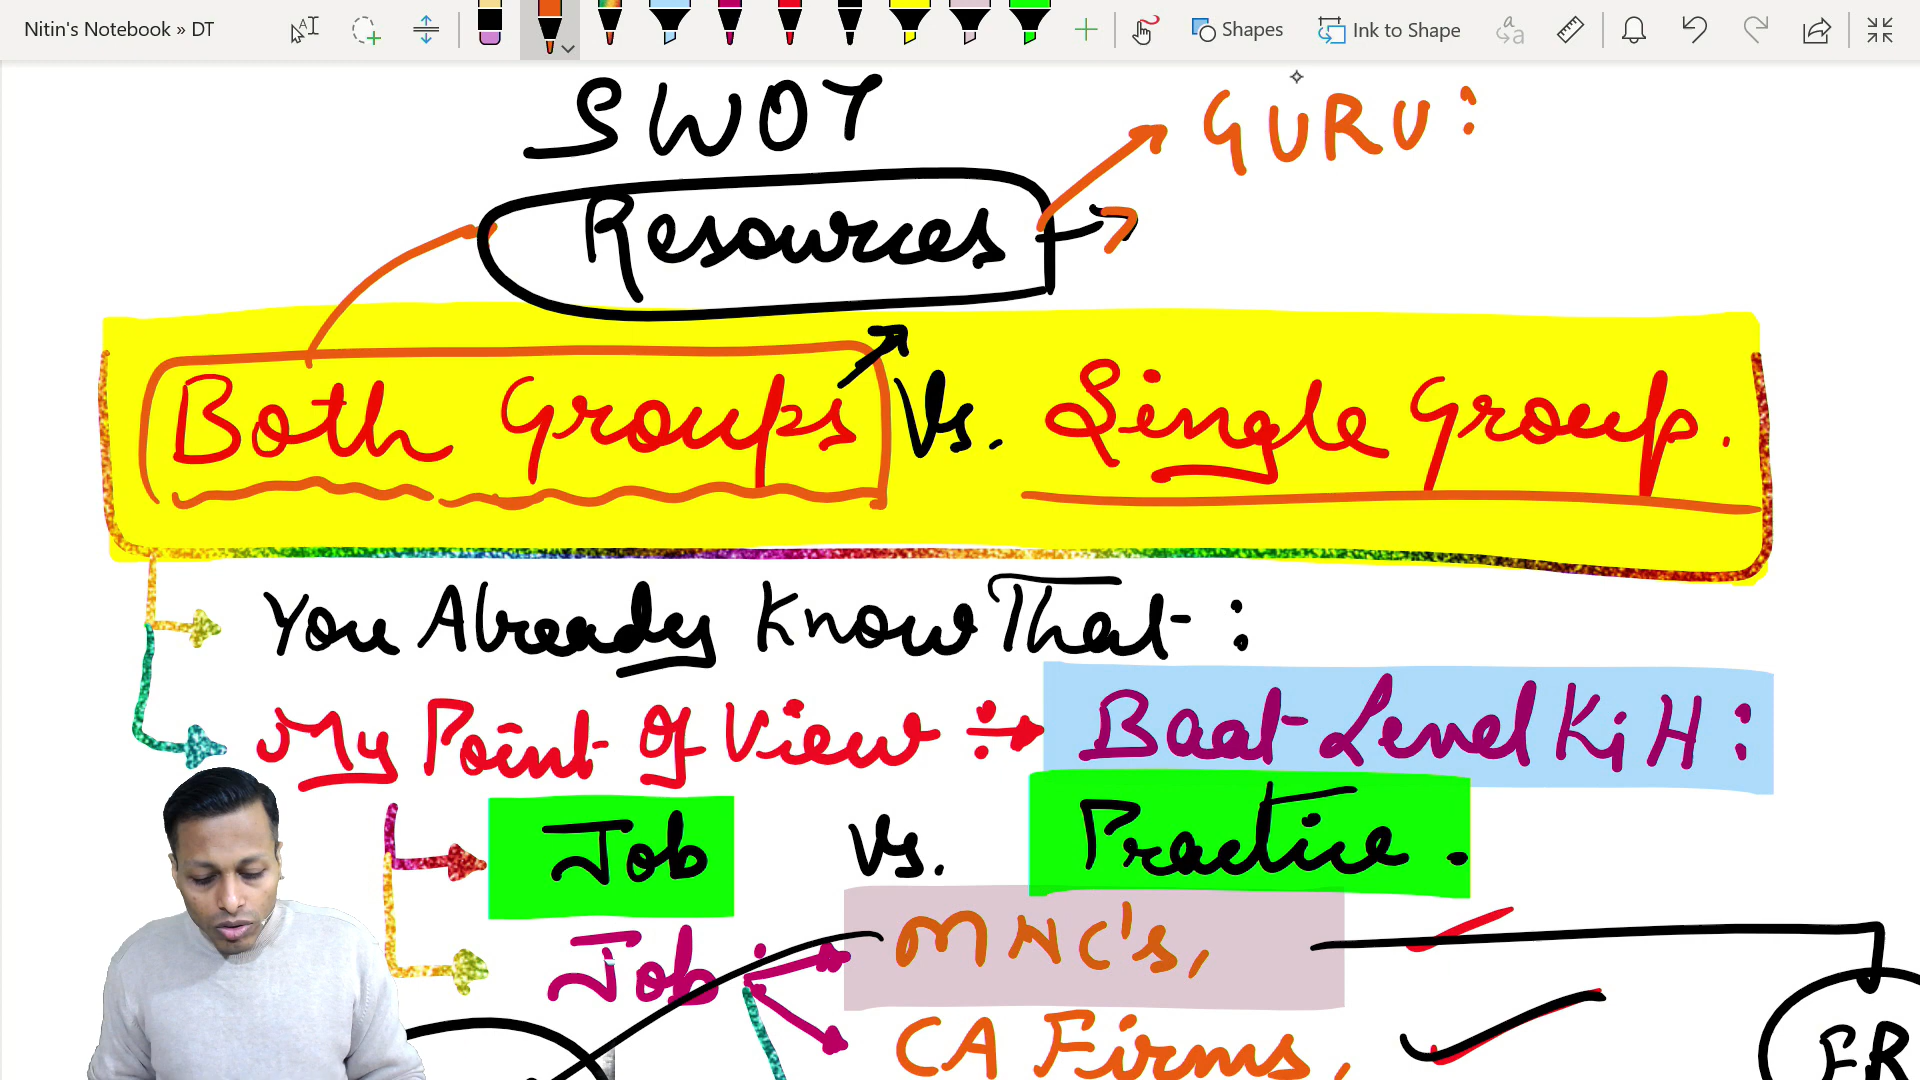 Nitin's Notebook » DT
Shapes
Ink to Shape
SWOT
GURU:
Resources
Both Groups Vs. Single Group.
You Already Know That:
My Point Of View ÷ Baat Level Ki H:
Job Vs. Practice.
Job: MNC's,
CA Firms,